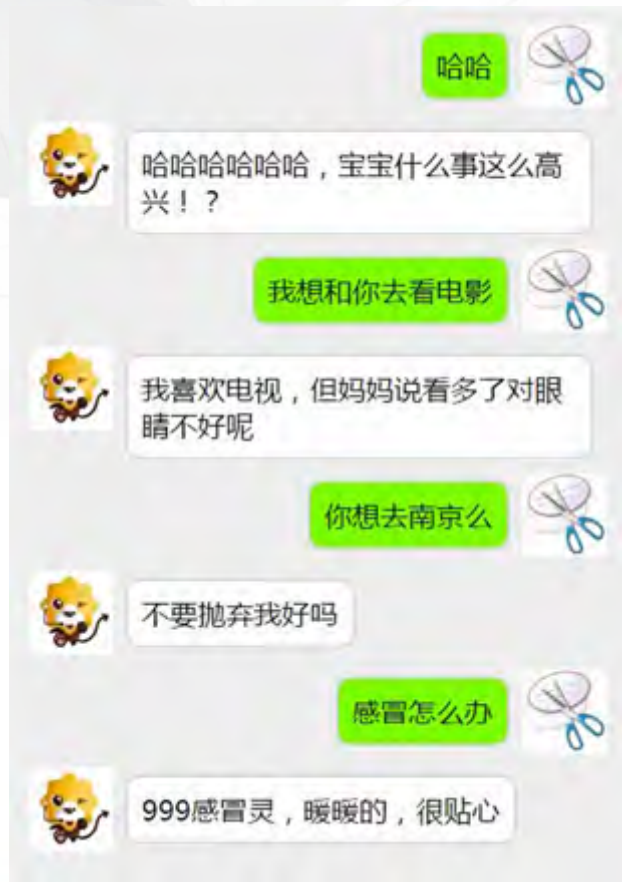 哈哈
哈哈哈哈哈哈，宝宝什么事这么高
兴！？
我想和你去看电影
我喜欢电视，但妈妈说看多了对眼
睛不好呢
你想去南京么
不要抛弃我好吗
感冒怎么办
999感冒灵，暖暖的，很贴心